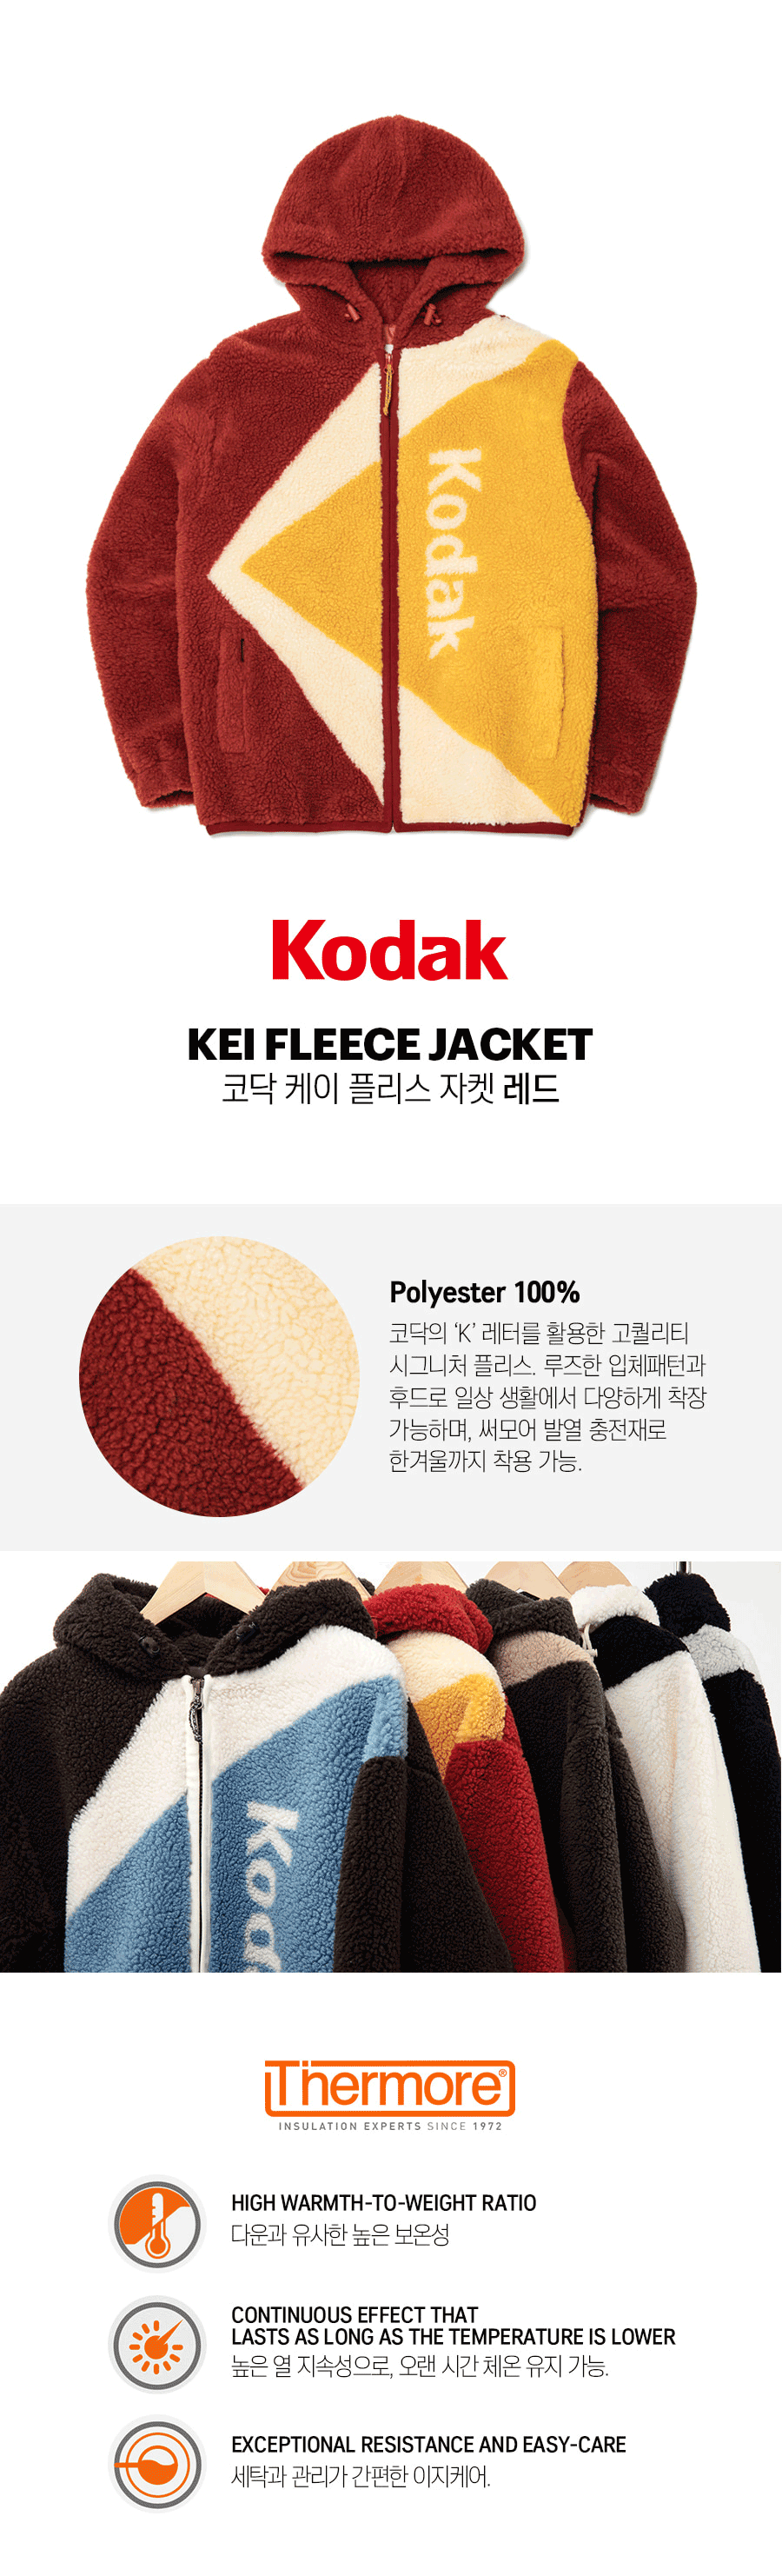 Kodak
Kodak
KEI FLEECE JACKET
코닥 케이 플리스 자켓 레드
Polyester 100%
코닥의 ‘K’ 레터를 활용한 고퀄리티
시그니처 플리스. 루즈한 입체패턴과
후드로 일상 생활에서 다양하게 착장
가능하며, 써모어 발열 충전재로
한겨울까지 착용 가능.
Kod
Thermore®
INSULATION EXPERTS SINCE 1972
HIGH WARMTH-TO-WEIGHT RATIO
다운과 유사한 높은 보온성
CONTINUOUS EFFECT THAT
LASTS AS LONG AS THE TEMPERATURE IS LOWER
높은 열 지속성으로, 오랜 시간 체온 유지 가능.
EXCEPTIONAL RESISTANCE AND EASY-CARE
세탁과 관리가 간편한 이지케어.